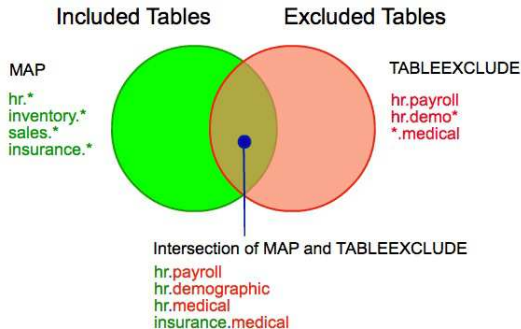 Included Tables
Excluded Tables
MAP
hr.*
inventory.*
sales.*
insurance.*
TABLEEXCLUDE
hr.payroll
hr.demo*
*.medical
Intersection of MAP and TABLEEXCLUDE
hr.payroll
hr.demographic
hr.medical
insurance.medical